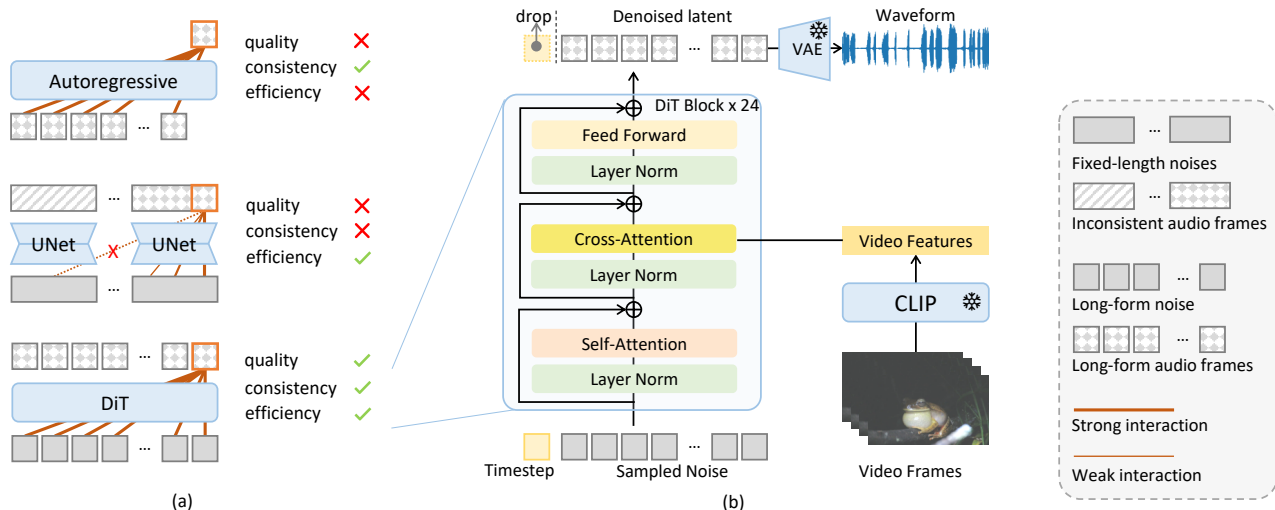 Autoregressive
...
quality
consistency
efficiency
...
UNet
X
UNet
...
quality
consistency
efficiency
...
DiT
...
quality
consistency
efficiency
(a)
drop
Denoised latent
...
VAE
Waveform
DiT Block x 24
Feed Forward
Layer Norm
Cross-Attention
Layer Norm
Self-Attention
Layer Norm
...
Timestep
Sampled Noise
Video Features
CLIP
Video Frames
(b)
...
Fixed-length noises
...
Inconsistent audio frames
...
Long-form noise
...
Long-form audio frames
Strong interaction
Weak interaction